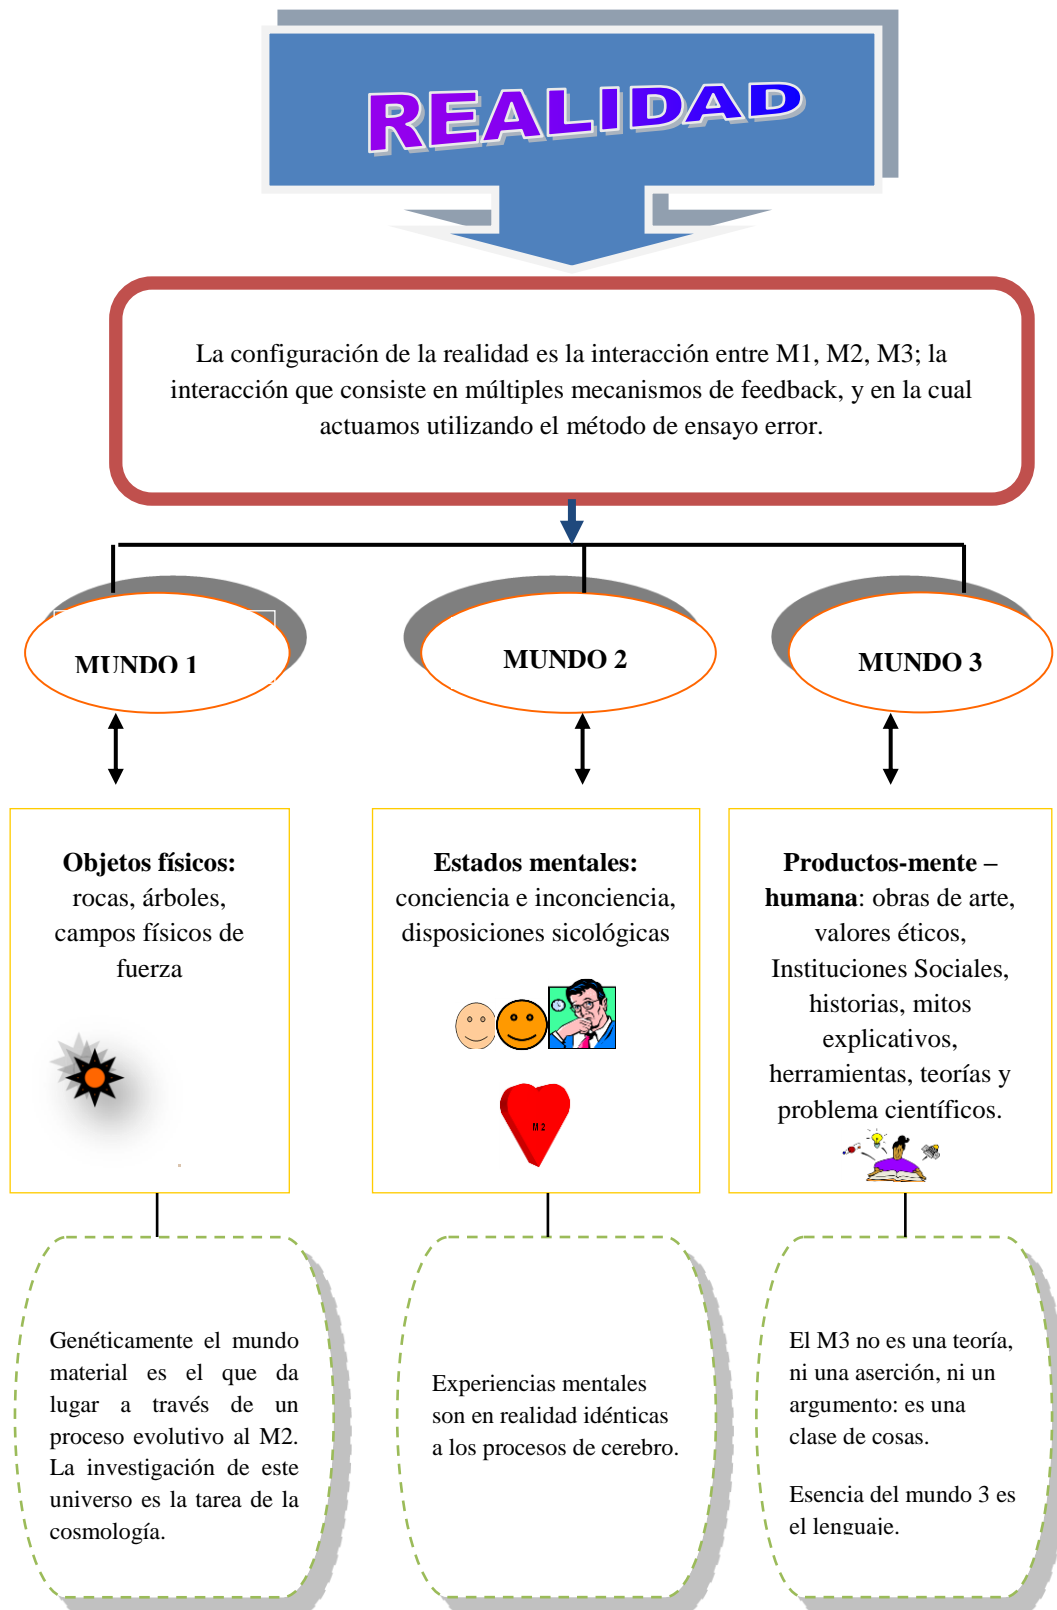 REALIDAD
La configuración de la realidad es la interacción entre M1, M2, M3; la
interacción que consiste en múltiples mecanismos de feedback, y en la cual
actuamos utilizando el método de ensayo error.
MUNDO 1
MUNDO 2
MUNDO 3
Objetos físicos:
rocas, árboles,
campos físicos de
fuerza
Estados mentales:
conciencia e inconciencia,
disposiciones sicológicas
M 2
Productos-mente –
humana: obras de arte,
valores éticos,
Instituciones Sociales,
historias, mitos
explicativos,
herramientas, teorías y
problema científicos.
Genéticamente el mundo
material es el que da
lugar a través de un
proceso evolutivo al M2.
La investigación de este
universo es la tarea de la
cosmología.
Experiencias mentales
son en realidad idénticas
a los procesos de cerebro.
El M3 no es una teoría,
ni una aserción, ni un
argumento: es una
clase de cosas.
Esencia del mundo 3 es
el lenguaje.